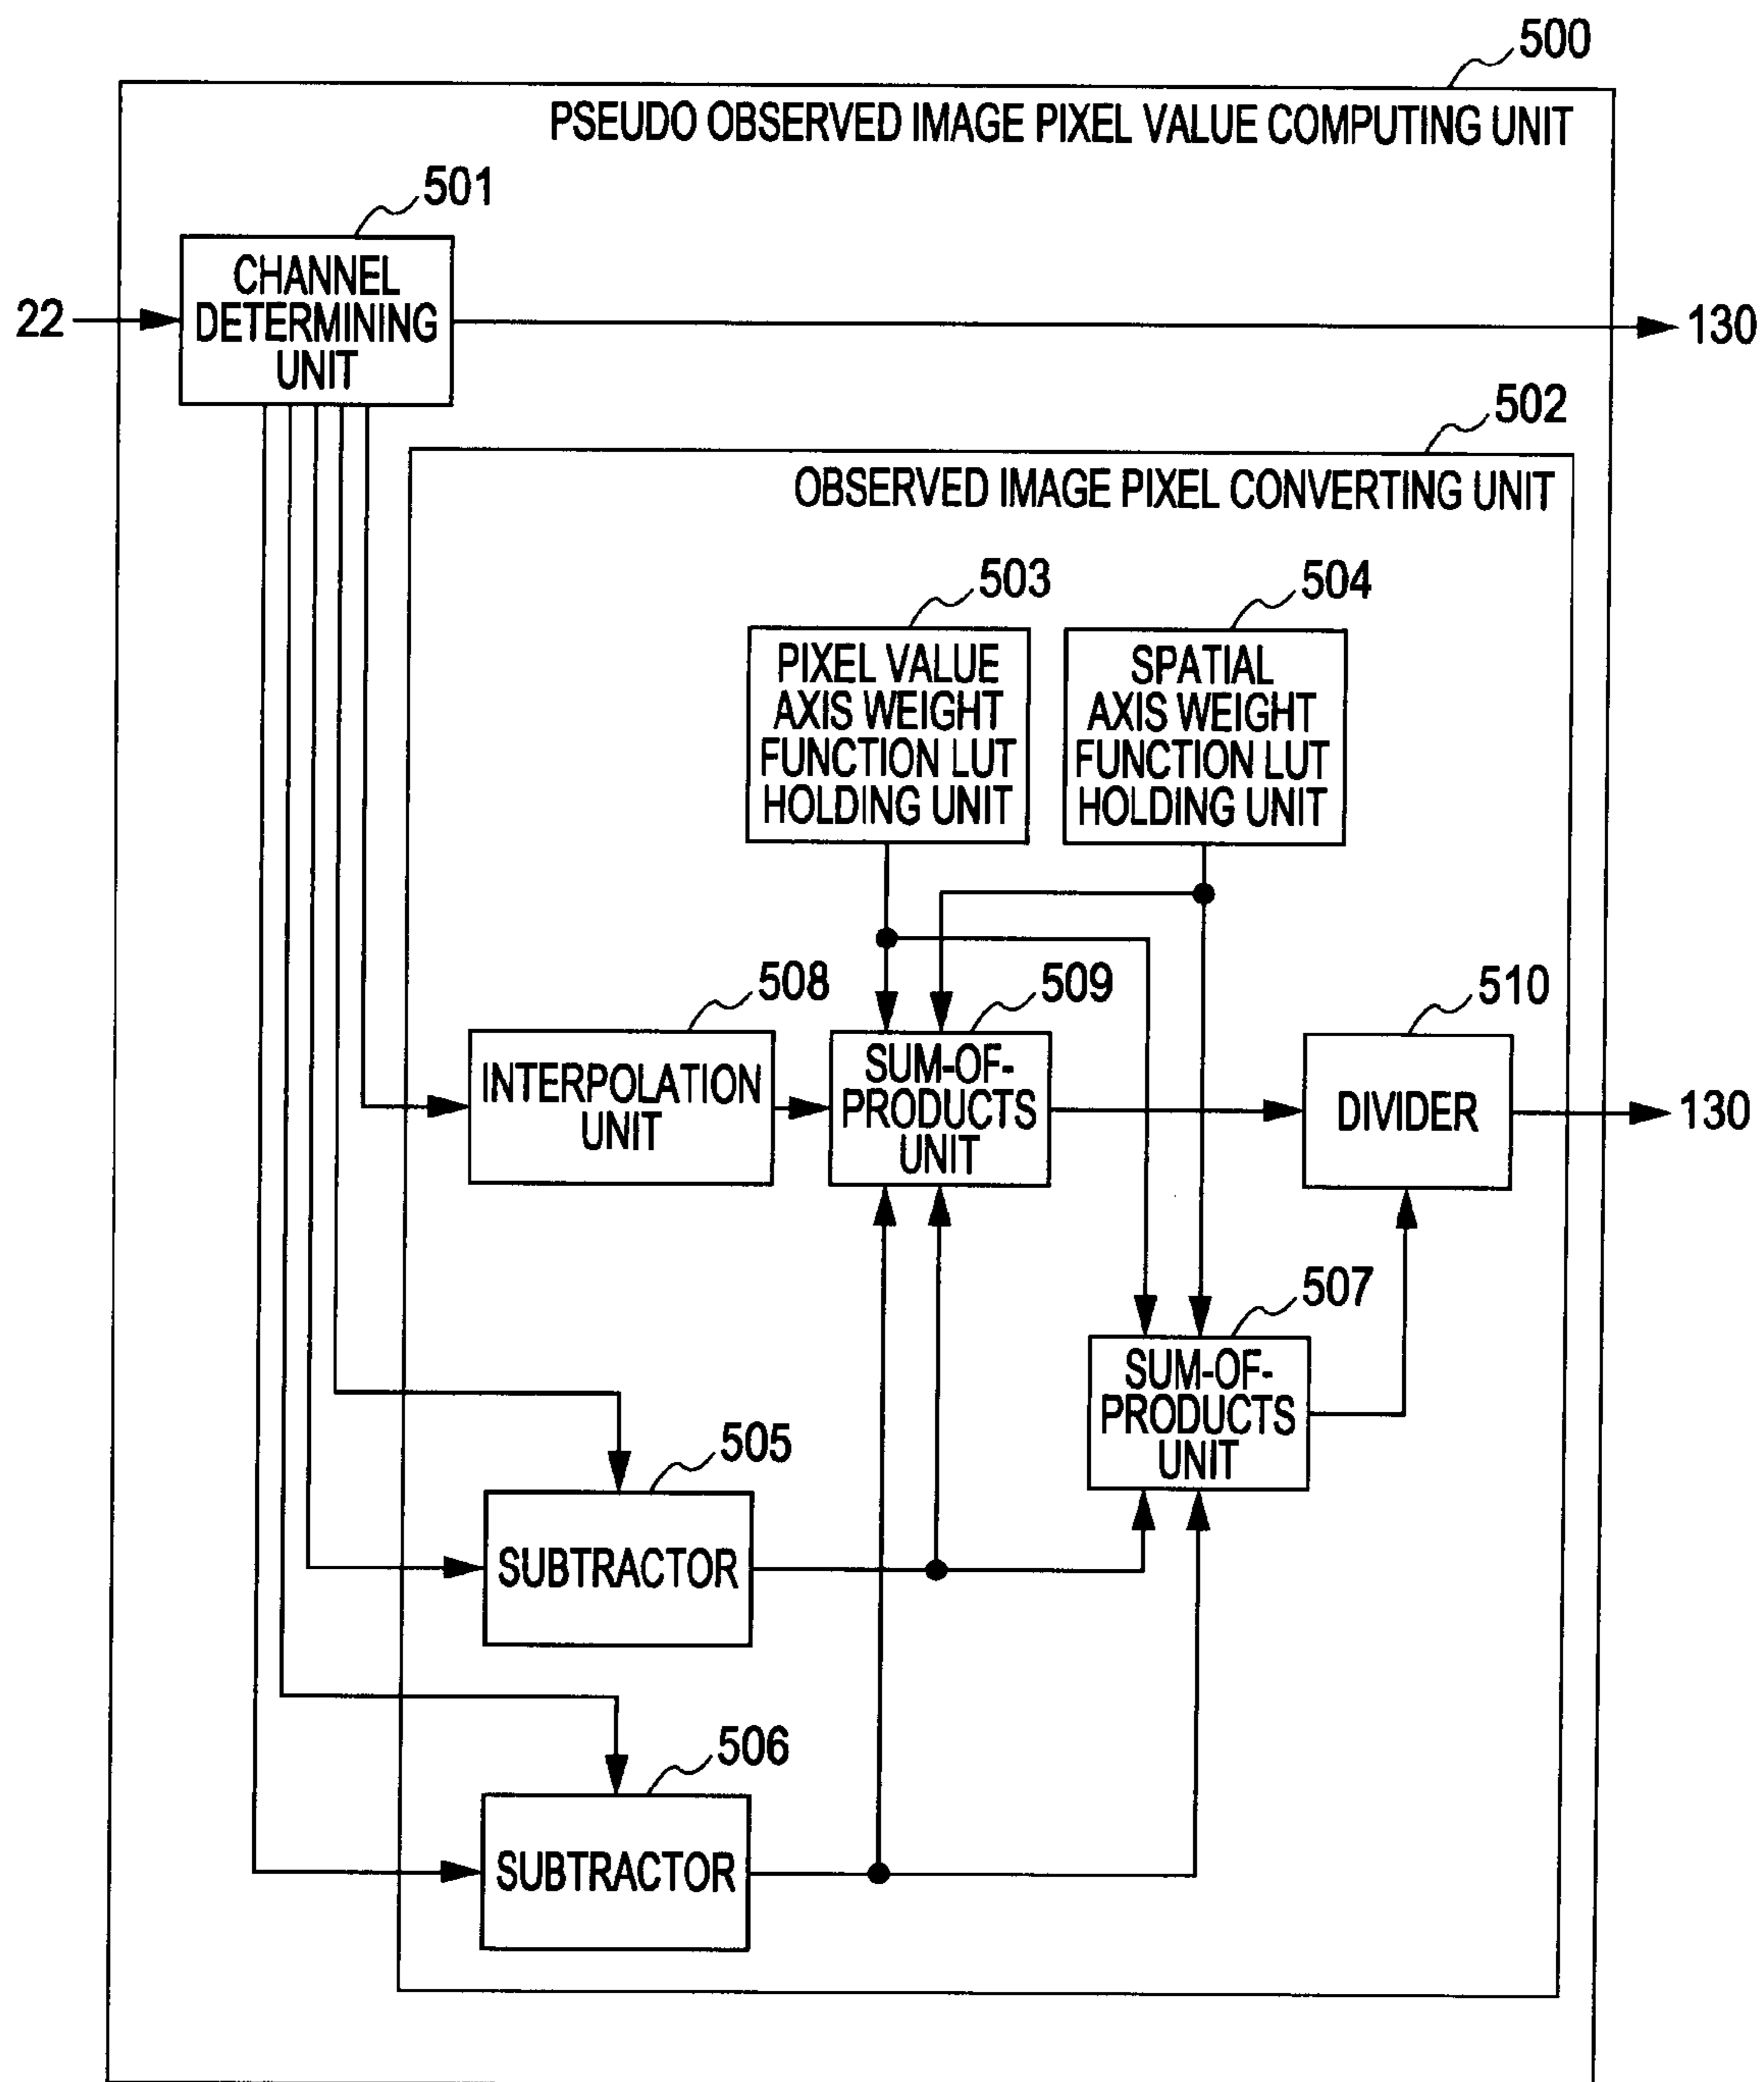 500
PSEUDO OBSERVED IMAGE PIXEL VALUE COMPUTING UNIT
501
CHANNEL
DETERMINING
UNIT
22
130
502
OBSERVED IMAGE PIXEL CONVERTING UNIT
503
PIXEL VALUE
AXIS WEIGHT
FUNCTION LUT
HOLDING UNIT
504
SPATIAL
AXIS WEIGHT
FUNCTION LUT
HOLDING UNIT
508
INTERPOLATION
UNIT
509
SUM-OF-
PRODUCTS
UNIT
510
DIVIDER
130
507
SUM-OF-
PRODUCTS
UNIT
505
SUBTRACTOR
506
SUBTRACTOR